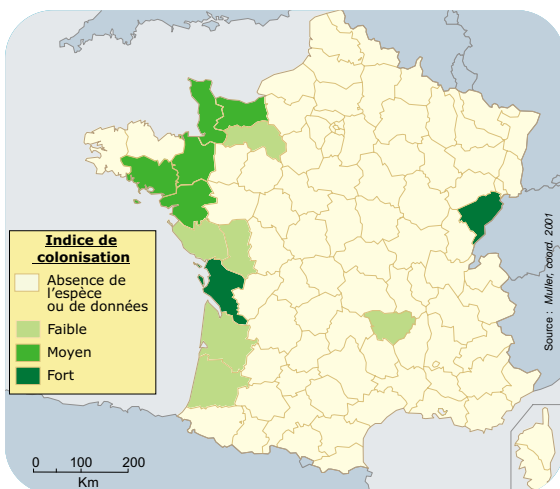 Indice de
colonisation
Absence de
l'espèce
ou de données
Faible
Moyen
Fort
0 100 200
Km
Source : Muller, coord. 2001